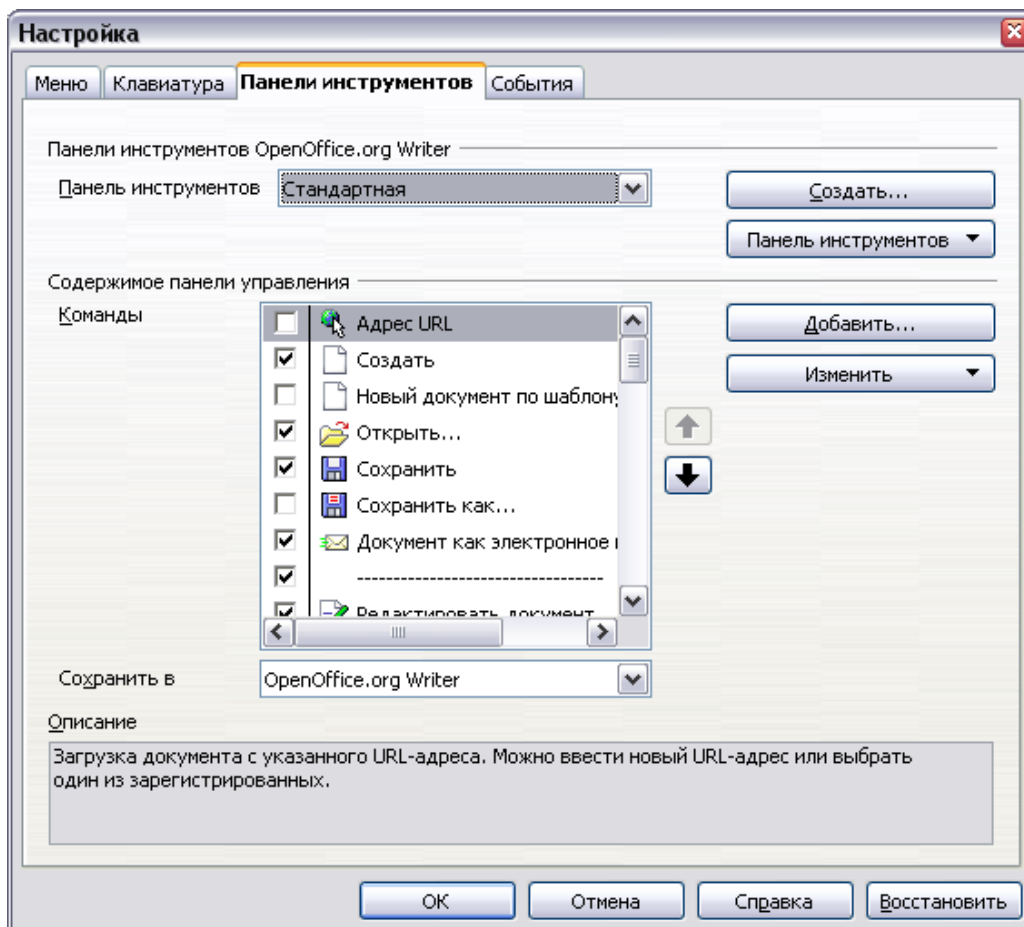 Настройка
Меню Клавиатура Панели инструментов События
Панели инструментов OpenOffice.org Writer
Панель инструментов Стандартная Создать...
Панель инструментов
Содержимое панели управления
Команды Адрес URL Добавить...
Создать
Изменить
Новый документ по шаблону
Открыть...
Сохранить
Сохранить как...
Документ как электронное
---------------------------------
Редактировать документ
Сохранить в OpenOffice.org Writer
Описание
Загрузка документа с указанного URL-адреса. Можно ввести новый URL-адрес или выбрать
один из зарегистрированных.
ОК Отмена Справка Восстановить